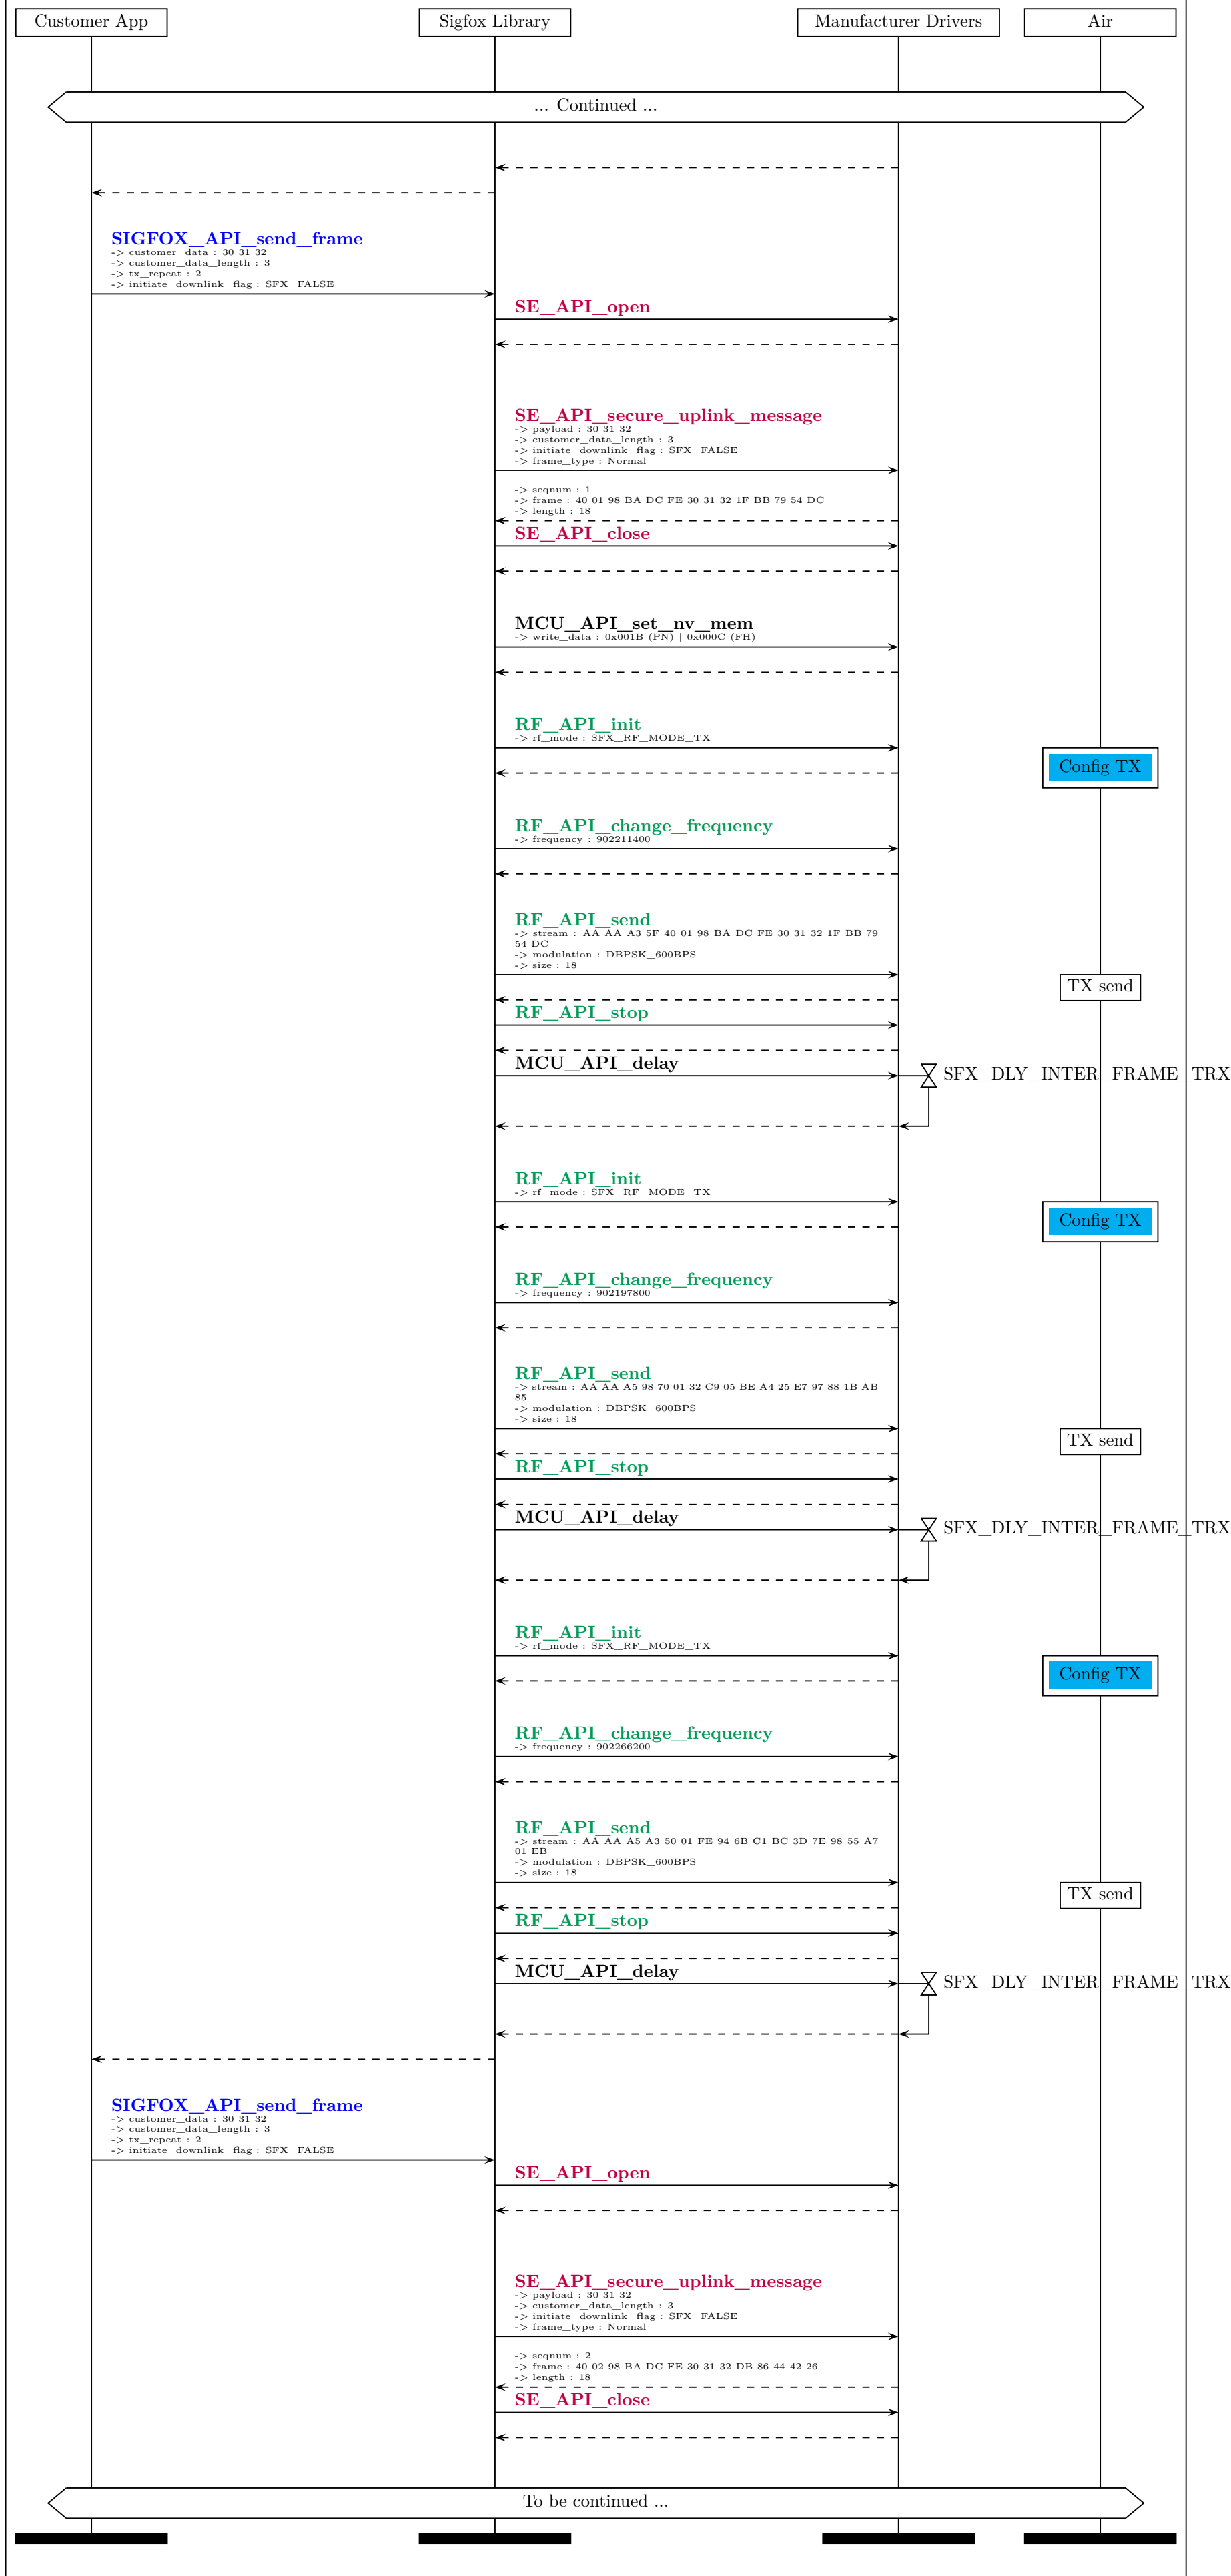 Customer App
Sigfox Library
Manufacturer Drivers
Air
... Continued ...
SIGFOX_API_send_frame
-> customer_data : 30 31 32
-> customer_data_length : 3
-> tx_repeat : 2
-> initiate_downlink_flag : SFX_FALSE
SE_API_open
SE_API_secure_uplink_message
-> payload : 30 31 32
-> customer_data_length : 3
-> initiate_downlink_flag : SFX_FALSE
-> frame_type : Normal
-> seqnum : 1
-> frame : 40 01 98 BA DC FE 30 31 32 1F BB 79 54 DC
-> length : 18
SE_API_close
MCU_API_set_nv_mem
-> write_data : 0x001B (PN) | 0x000C (FH)
RF_API_init
-> rf_mode : SFX_RF_MODE_TX
Config TX
RF_API_change_frequency
-> frequency : 902211400
RF_API_send
-> stream : AA AA A3 5F 40 01 98 BA DC FE 30 31 32 1F BB 79
54 DC
-> modulation : DBPSK_600BPS
-> size : 18
TX send
RF_API_stop
MCU_API_delay
SFX_DLY_INTER_FRAME_TRX
RF_API_init
-> rf_mode : SFX_RF_MODE_TX
Config TX
RF_API_change_frequency
-> frequency : 902197800
RF_API_send
-> stream : AA AA A5 98 70 01 32 C9 05 BE A4 25 E7 97 88 1B AB
85
-> modulation : DBPSK_600BPS
-> size : 18
TX send
RF_API_stop
MCU_API_delay
SFX_DLY_INTER_FRAME_TRX
RF_API_init
-> rf_mode : SFX_RF_MODE_TX
Config TX
RF_API_change_frequency
-> frequency : 902266200
RF_API_send
-> stream : AA AA A5 A3 50 01 FE 94 6B C1 BC 3D 7E 98 55 A7
01 EB
-> modulation : DBPSK_600BPS
-> size : 18
TX send
RF_API_stop
MCU_API_delay
SFX_DLY_INTER_FRAME_TRX
SIGFOX_API_send_frame
-> customer_data : 30 31 32
-> customer_data_length : 3
-> tx_repeat : 2
-> initiate_downlink_flag : SFX_FALSE
SE_API_open
SE_API_secure_uplink_message
-> payload : 30 31 32
-> customer_data_length : 3
-> initiate_downlink_flag : SFX_FALSE
-> frame_type : Normal
-> seqnum : 2
-> frame : 40 02 98 BA DC FE 30 31 32 DB 86 44 42 26
-> length : 18
SE_API_close
To be continued ...